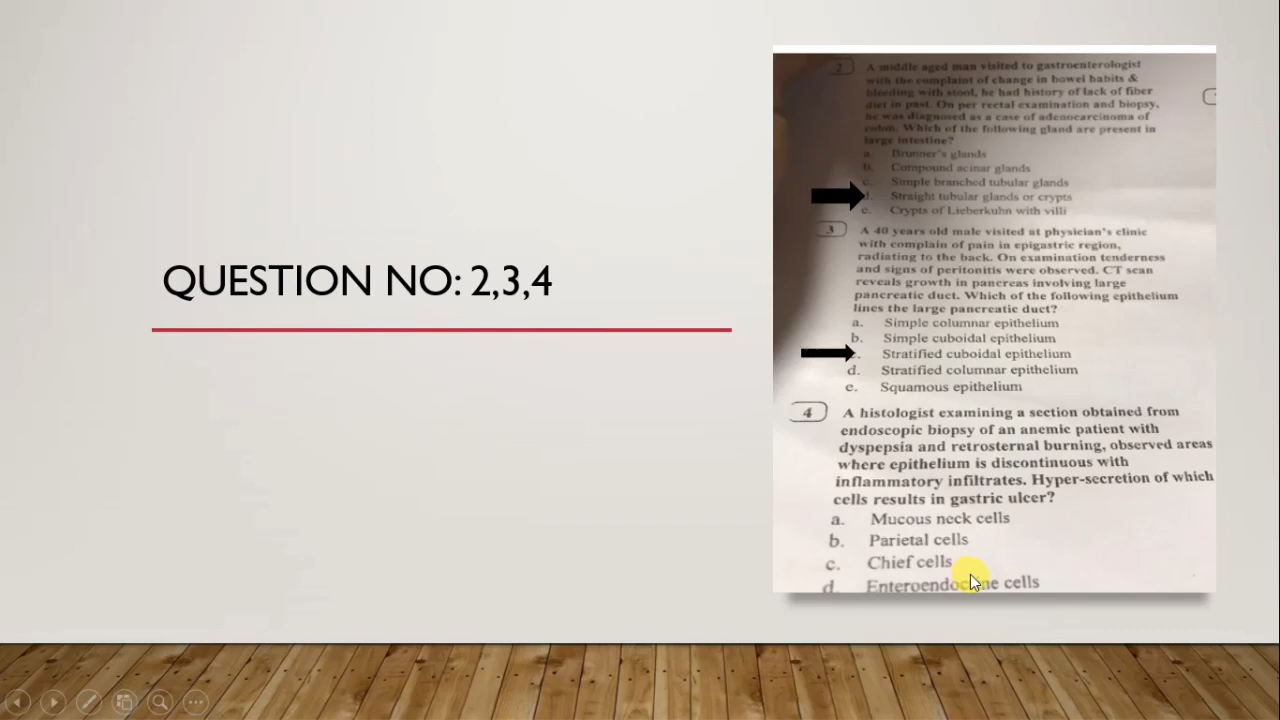 QUESTION NO: 2,3,4
2 A middle aged man visited to gastroenterologist
with the complaint of change in bowel habits &
bleeding with stool, he had history of lack of fiber
diet in past. On per rectal examination and biopsy,
he was diagnosed as a case of adenocarcinoma of
colon. Which of the following gland are present in
large intestine?
a. Brunner's glands
b. Compound acinar glands
c. Simple branched tubular glands
d. Straight tubular glands or crypts
e. Crypts of Lieberkuhn with villi
3 A 40 years old male visited at physician's clinic
with complain of pain in epigastric region,
radiating to the back. On examination tenderness
and signs of peritonitis were observed. CT scan
reveals growth in pancreas involving large
pancreatic duct. Which of the following epithelium
lines the large pancreatic duct?
a. Simple columnar epithelium
b. Simple cuboidal epithelium
c. Stratified cuboidal epithelium
d. Stratified columnar epithelium
e. Squamous epithelium
4 A histologist examining a section obtained from
endoscopic biopsy of an anemic patient with
dyspepsia and retrosternal burning, observed areas
where epithelium is discontinuous with
inflammatory infiltrates. Hyper-secretion of which
cells results in gastric ulcer?
a. Mucous neck cells
b. Parietal cells
c. Chief cells
d. Enteroendocrine cells